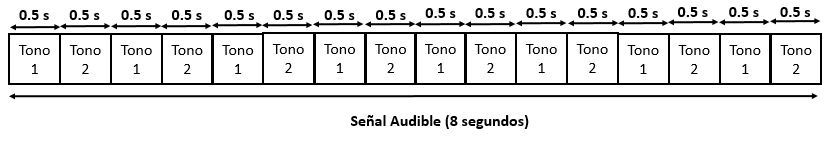 0.5 s 0.5 s 0.5 s 0.5 s 0.5 s 0.5 s 0.5 s 0.5 s 0.5 s 0.5 s 0.5 s 0.5 s 0.5 s 0.5 s 0.5 s 0.5 s
Tono Tono Tono Tono Tono Tono Tono Tono Tono Tono Tono Tono Tono Tono Tono Tono
1 2 1 2 1 2 1 2 1 2 1 2 1 2 1 2
Señal Audible (8 segundos)